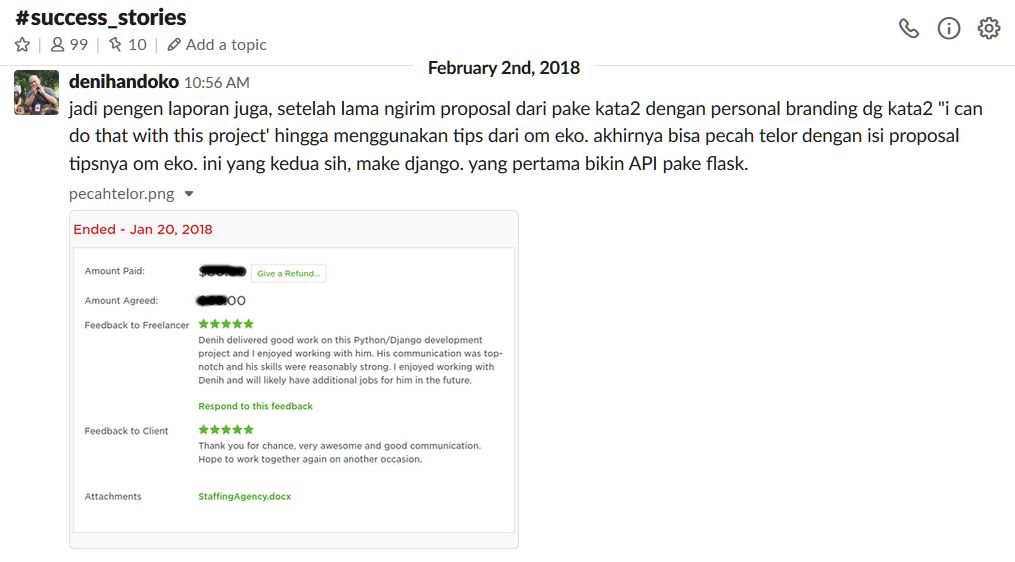 #success_stories
99 | 10 | Add a topic
February 2nd, 2018
denihandoko 10:56 AM
jadi pengen laporan juga, setelah lama ngirim proposal dari pake kata2 dengan personal branding dg kata2 "i can
do that with this project' hingga menggunakan tips dari om eko. akhirnya bisa pecah telor dengan isi proposal
tipsnya om eko. ini yang kedua sih, make django. yang pertama bikin API pake flask.
pecahtelor.png
Ended - Jan 20, 2018
Amount Paid: Give a Refund...
Amount Agreed: 00
Feedback to Freelancer
Denih delivered good work on this Python/Django development
project and I enjoyed working with him. His communication was top-
notch and his skills were reasonably strong. I enjoyed working with
Denih and will likely have additional jobs for him in the future.
Respond to this feedback
Feedback to Client
Thank you for chance, very awesome and good communication.
Hope to work together again on another occasion.
Attachments StaffingAgency.docx